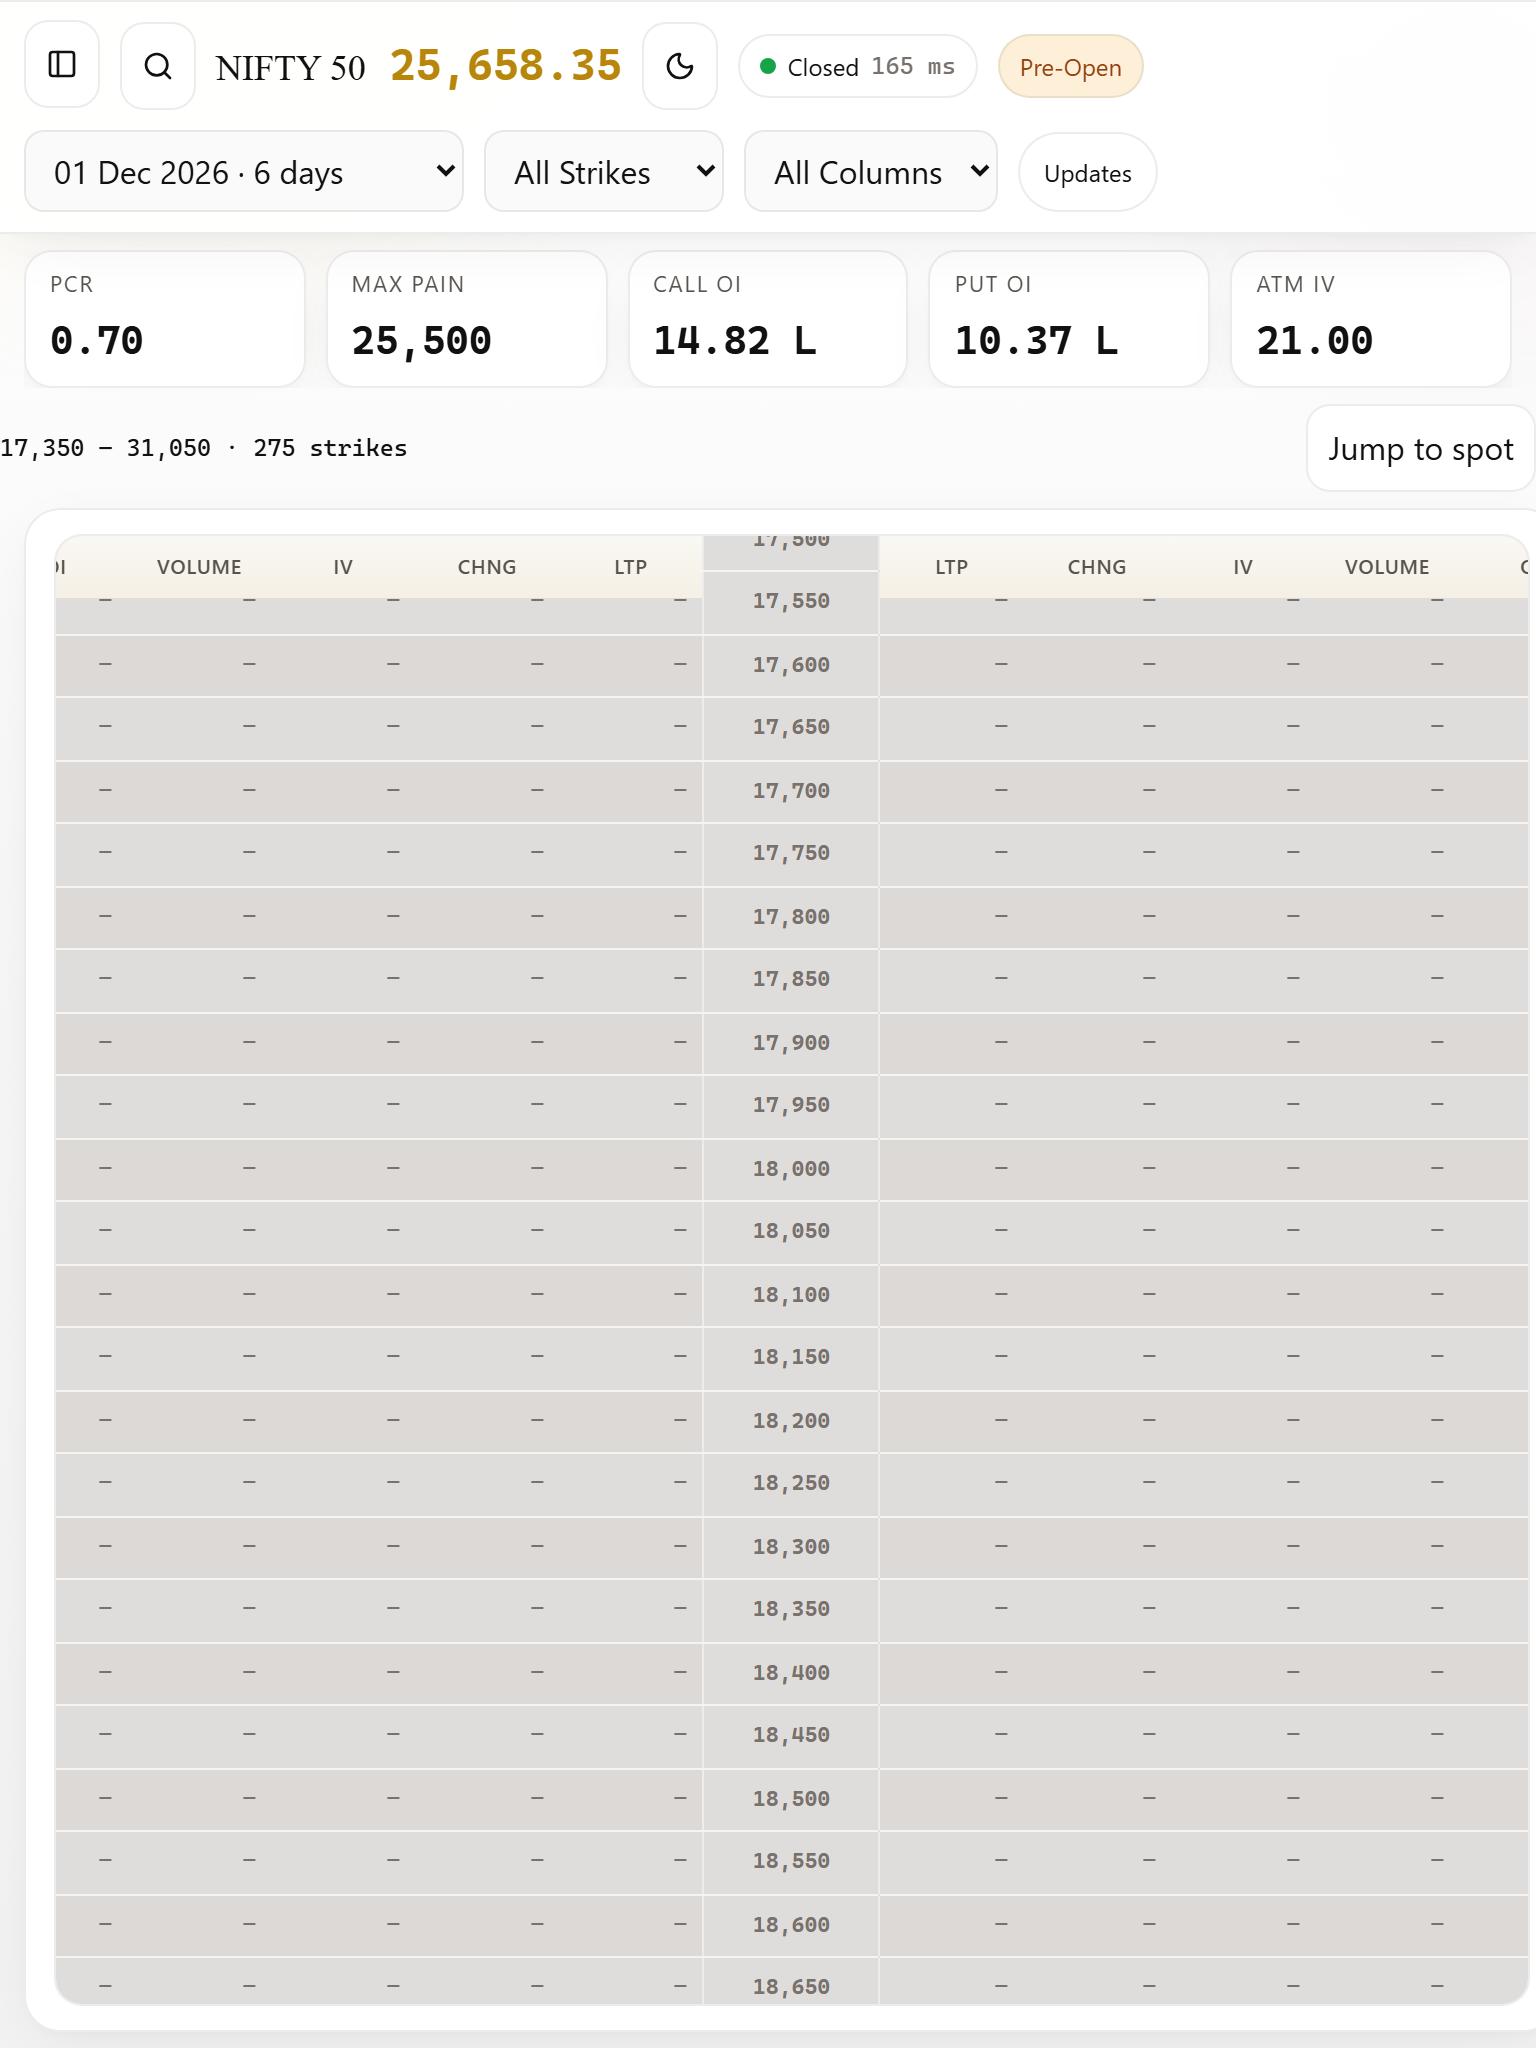 NIFTY 50 25,658.35 Closed 165 ms Pre-Open
01 Dec 2026 · 6 days All Strikes All Columns Updates
PCR MAX PAIN CALL OI PUT OI ATM IV
0.70 25,500 14.82 L 10.37 L 21.00
17,350 – 31,050 · 275 strikes Jump to spot
17,500
VOLUME IV CHNG LTP LTP CHNG IV VOLUME
– – – – – 17,550 – – – –
– – – – – 17,600 – – – –
– – – – – 17,650 – – – –
– – – – – 17,700 – – – –
– – – – – 17,750 – – – –
– – – – – 17,800 – – – –
– – – – – 17,850 – – – –
– – – – – 17,900 – – – –
– – – – – 17,950 – – – –
– – – – – 18,000 – – – –
– – – – – 18,050 – – – –
– – – – – 18,100 – – – –
– – – – – 18,150 – – – –
– – – – – 18,200 – – – –
– – – – – 18,250 – – – –
– – – – – 18,300 – – – –
– – – – – 18,350 – – – –
– – – – – 18,400 – – – –
– – – – – 18,450 – – – –
– – – – – 18,500 – – – –
– – – – – 18,550 – – – –
– – – – – 18,600 – – – –
– – – – – 18,650 – – – –